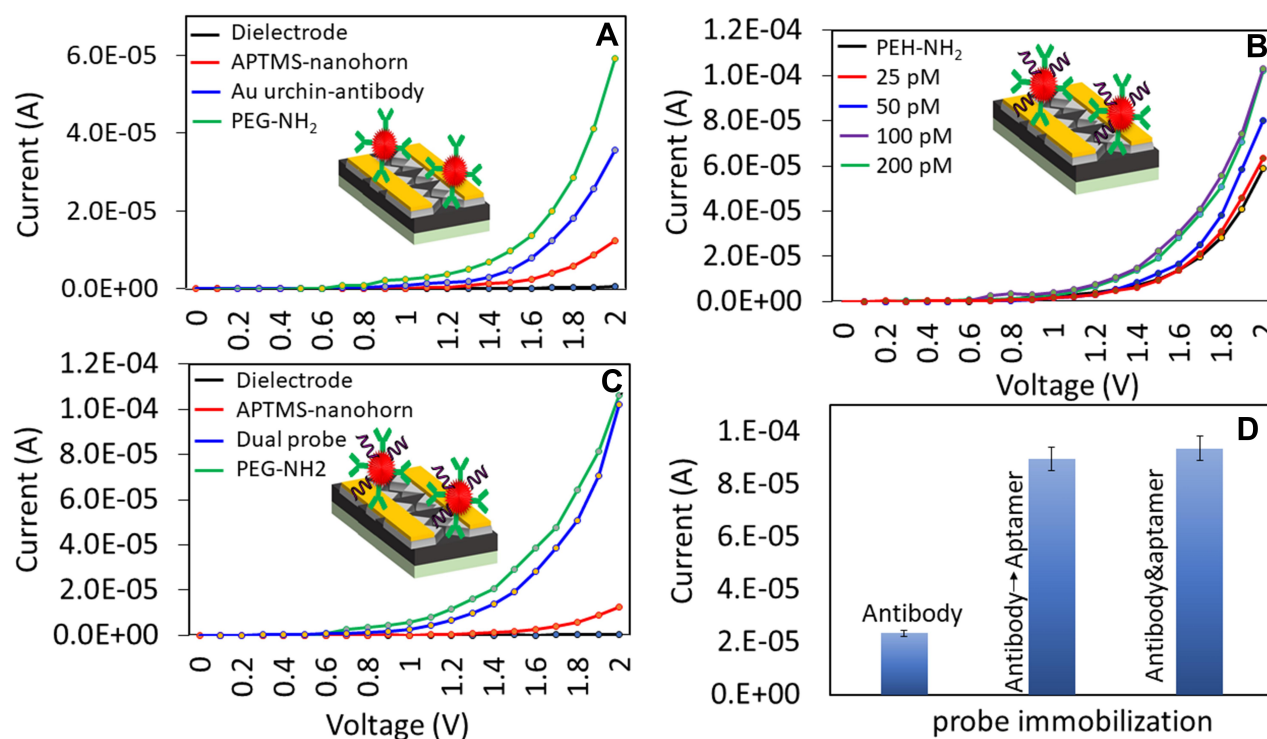 A
Dielectrode
APTMS-nanohorn
Au urchin-antibody
PEG-NH2
Current (A)
6.0E-05
4.0E-05
2.0E-05
0.0E+00
0 0.2 0.4 0.6 0.8 1 1.2 1.4 1.6 1.8 2
B
PEH-NH2
25 pM
50 pM
100 pM
200 pM
Current (A)
1.2E-04
1.0E-04
8.0E-05
6.0E-05
4.0E-05
2.0E-05
0.0E+00
0 0.2 0.4 0.6 0.8 1 1.2 1.4 1.6 1.8 2
Voltage (V)
C
Dielectrode
APTMS-nanohorn
Dual probe
PEG-NH2
Current (A)
1.2E-04
1.0E-04
8.0E-05
6.0E-05
4.0E-05
2.0E-05
0.0E+00
0 0.2 0.4 0.6 0.8 1 1.2 1.4 1.6 1.8 2
Voltage (V)
D
Current (A)
1.E-04
8.E-05
6.E-05
4.E-05
2.E-05
0.E+00
Antibody
Antibody→Aptamer
Antibody&aptamer
probe immobilization